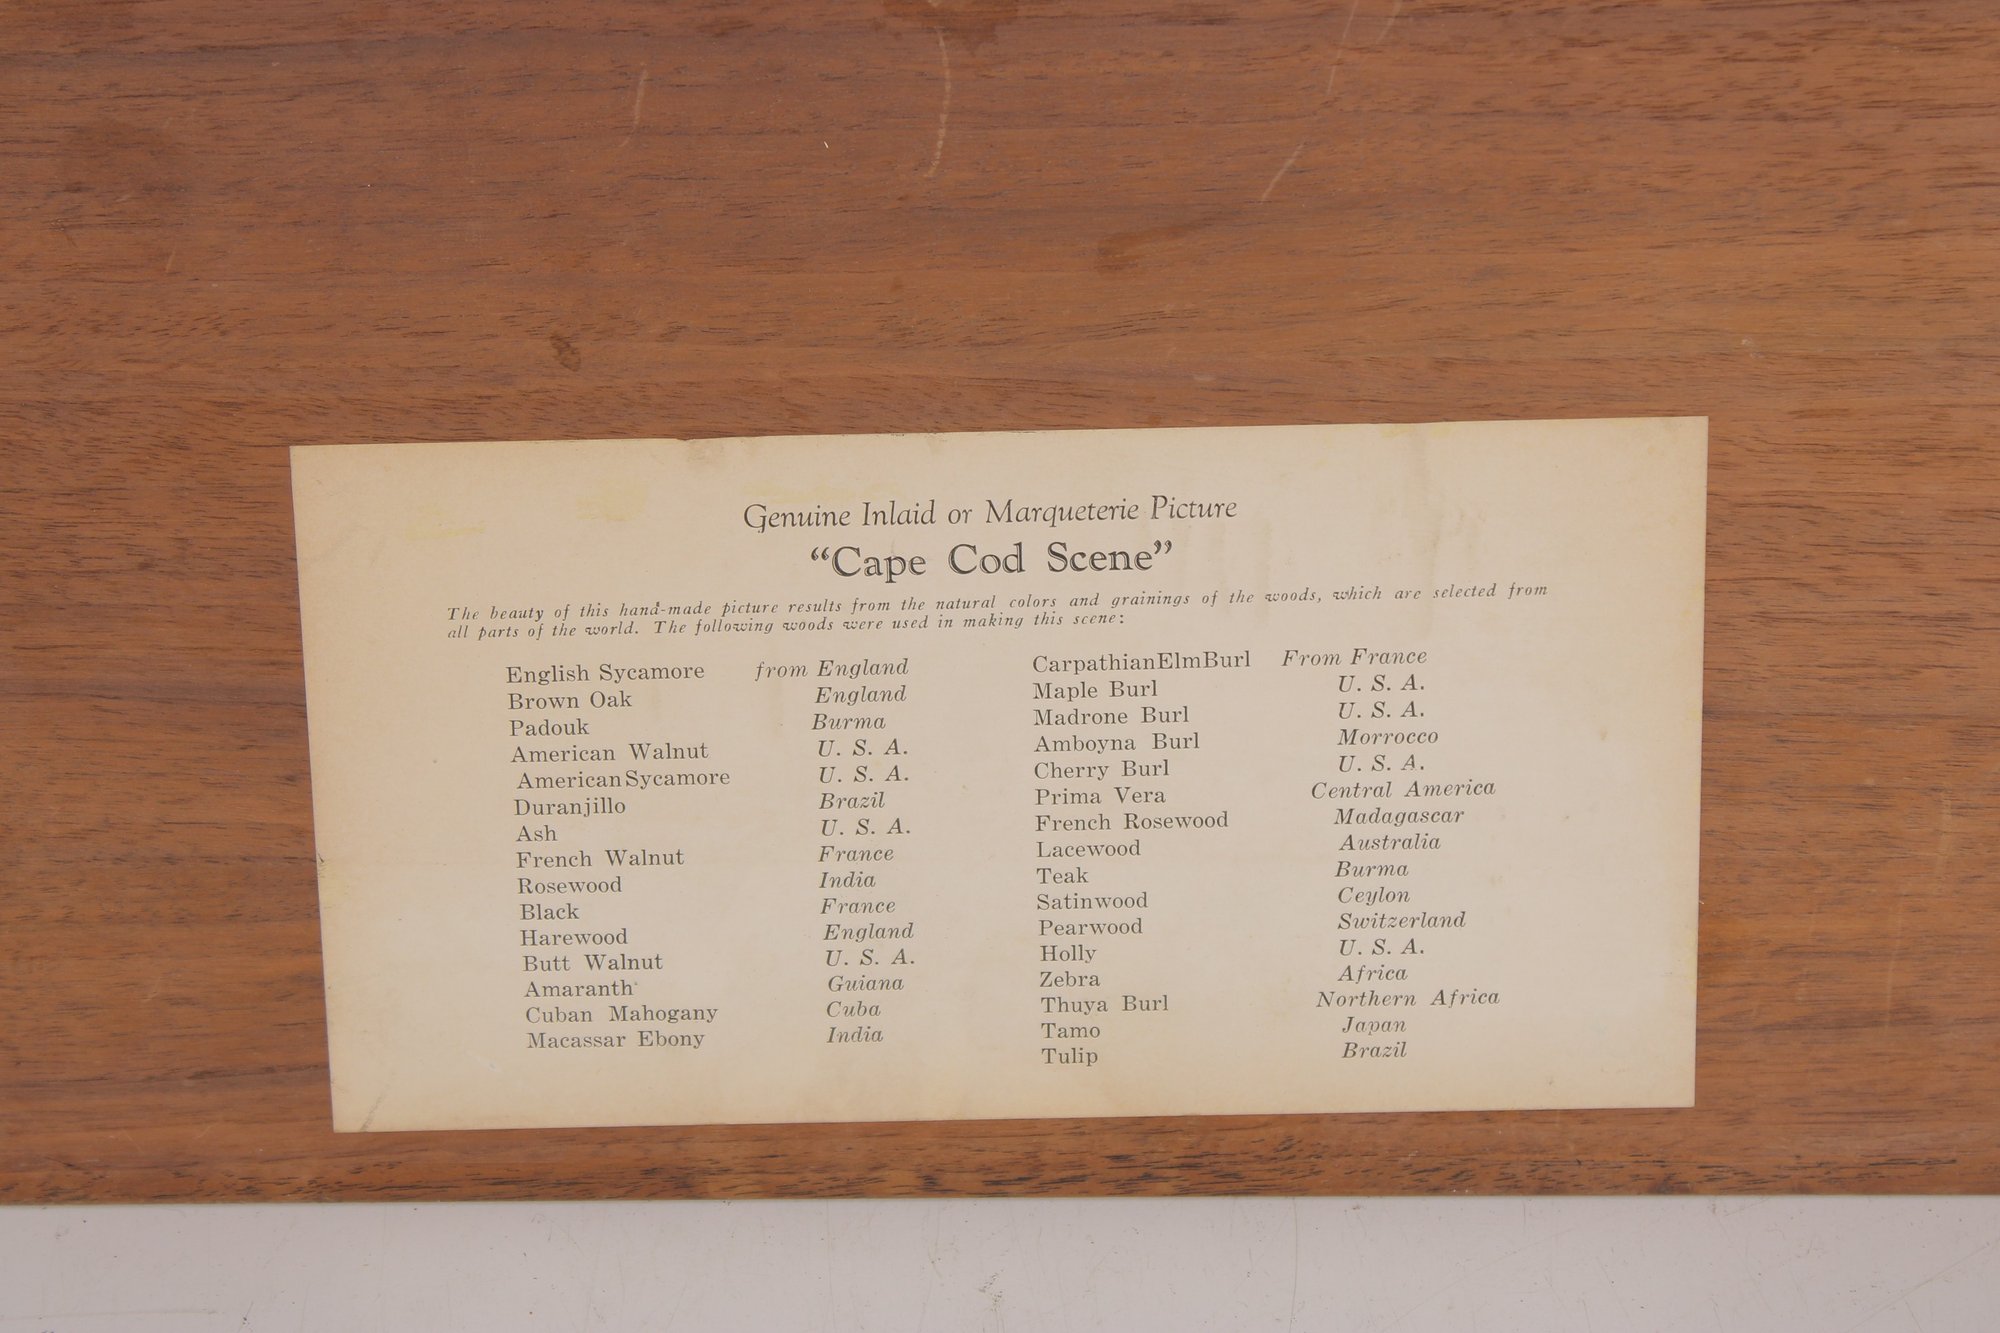 Genuine Inlaid or Marqueterie Picture
"Cape Cod Scene"
The beauty of this hand-made picture results from the natural colors and grainings of the woods, which are selected from
all parts of the world. The following woods were used in making this scene:
English Sycamore from England
Brown Oak England
Padouk Burma
American Walnut U. S. A.
American Sycamore U. S. A.
Duranjillo Brazil
Ash U. S. A.
French Walnut France
Rosewood India
Black France
Harewood England
Butt Walnut U. S. A.
Amaranth Guiana
Cuban Mahogany Cuba
Macassar Ebony India
CarpathianElmBurl From France
Maple Burl U. S. A.
Madrone Burl U. S. A.
Amboyna Burl Morrocco
Cherry Burl U. S. A.
Prima Vera Central America
French Rosewood Madagascar
Lacewood Australia
Teak Burma
Satinwood Ceylon
Pearwood Switzerland
Holly U. S. A.
Zebra Africa
Thuya Burl Northern Africa
Tamo Japan
Tulip Brazil